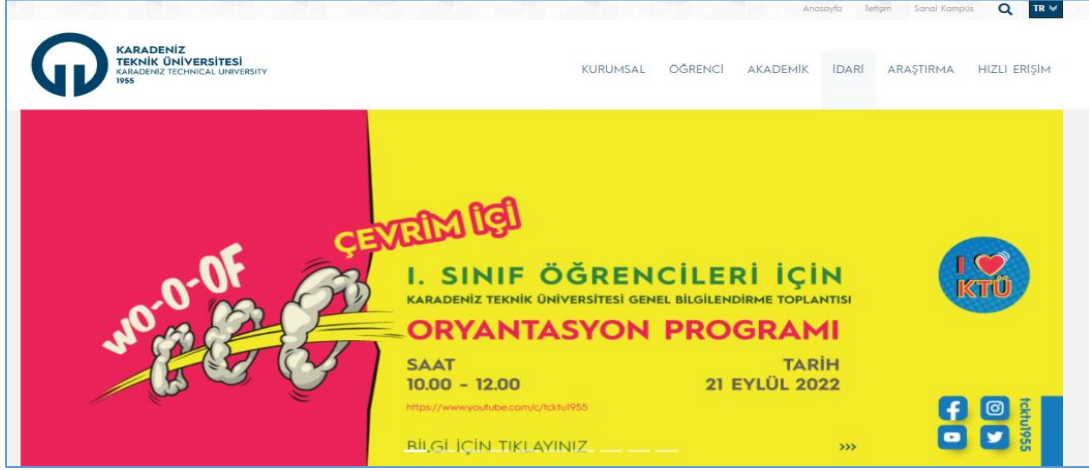 Anasayfa İletişim Sanal Kampüs TR
KARADENİZ
TEKNİK ÜNİVERSİTESİ
KARADENIZ TECHNICAL UNIVERSITY
1955
KURUMSAL ÖĞRENCİ AKADEMİK İDARİ ARAŞTIRMA HIZLI ERİŞİM
WO-O-OF
ÇEVRİM İÇİ
I. SINIF ÖĞRENCİLERİ İÇİN
KARADENİZ TEKNİK ÜNİVERSİTESİ GENEL BİLGİLENDİRME TOPLANTISI
ORYANTASYON PROGRAMI
SAAT
10.00 - 12.00
TARİH
21 EYLÜL 2022
https://www.youtube.com/c/tcktu1955
BİLGİ İÇİN TIKLAYINIZ >>>
I
KTÜ
tcktu1955